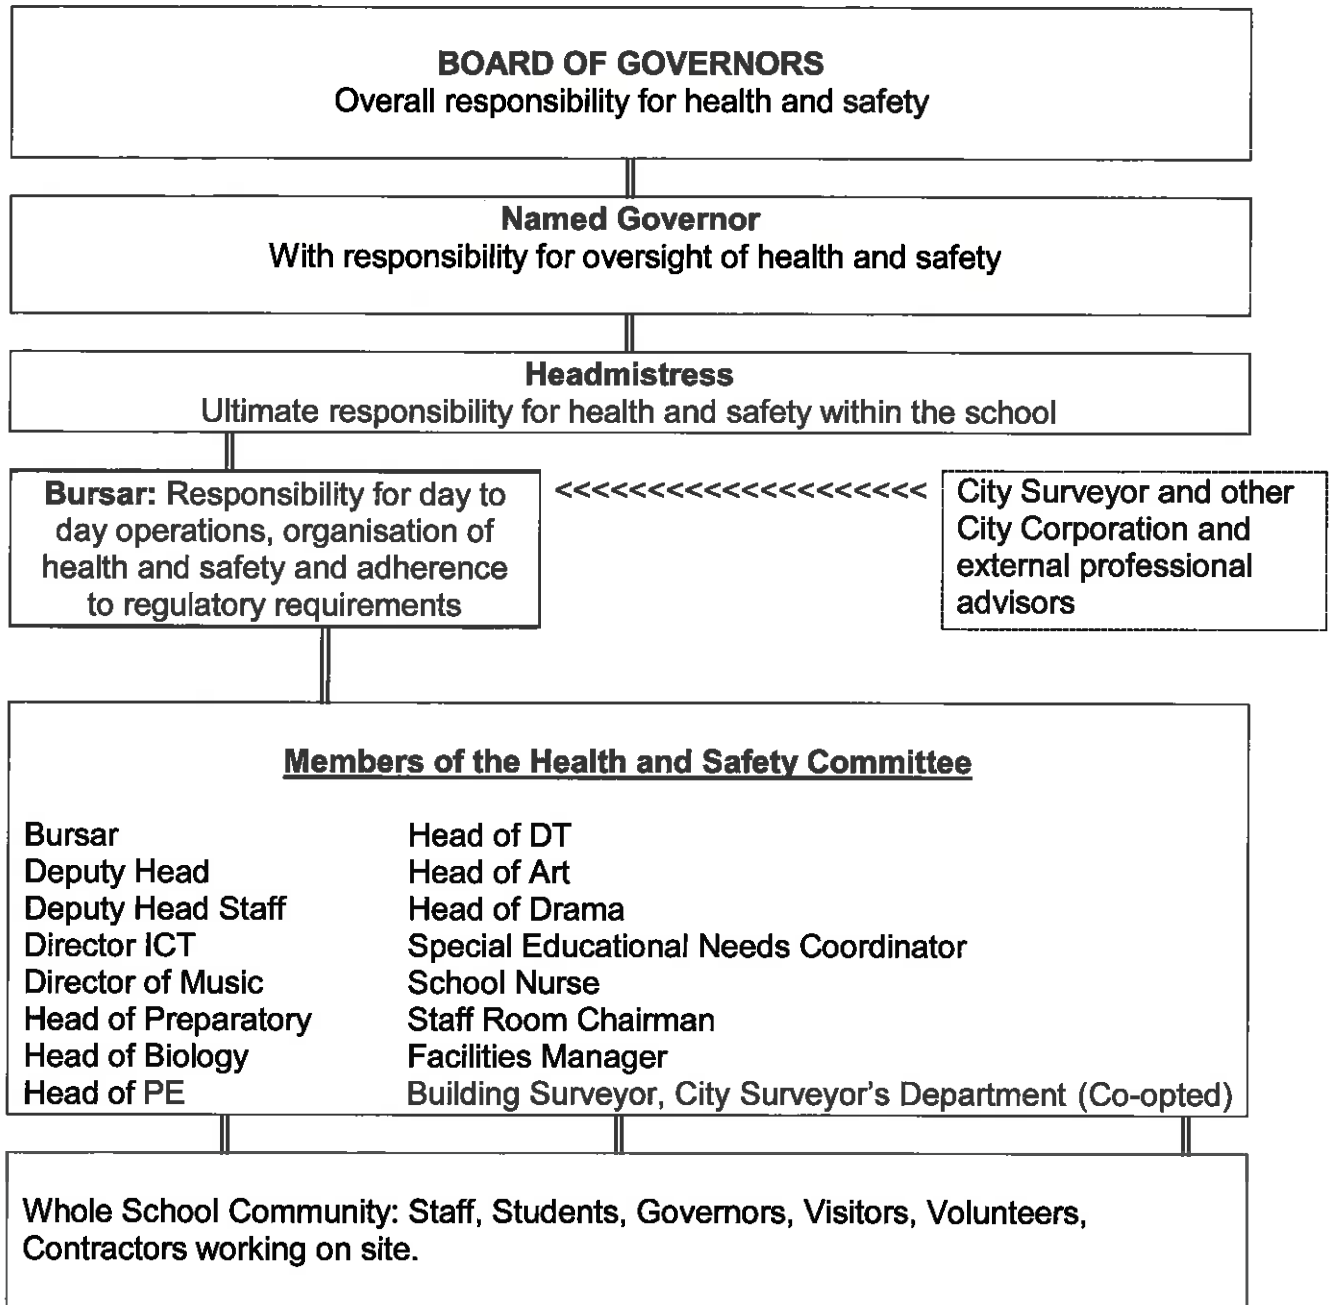 BOARD OF GOVERNORS
Overall responsibility for health and safety
Named Governor
With responsibility for oversight of health and safety
Headmistress
Ultimate responsibility for health and safety within the school
Bursar: Responsibility for day to
day operations, organisation of
health and safety and adherence
to regulatory requirements
<<<<<<<<<<<<<<<<<<<<
City Surveyor and other
City Corporation and
external professional
advisors
Members of the Health and Safety Committee
Bursar
Deputy Head
Deputy Head Staff
Director ICT
Director of Music
Head of Preparatory
Head of Biology
Head of PE
Head of DT
Head of Art
Head of Drama
Special Educational Needs Coordinator
School Nurse
Staff Room Chairman
Facilities Manager
Building Surveyor, City Surveyor's Department (Co-opted)
Whole School Community: Staff, Students, Governors, Visitors, Volunteers,
Contractors working on site.